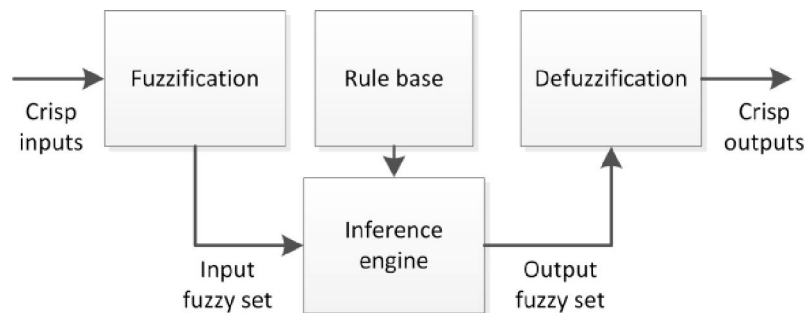 Fuzzification
Rule base
Defuzzification
Crisp
inputs
Crisp
outputs
Inference
engine
Input
fuzzy set
Output
fuzzy set